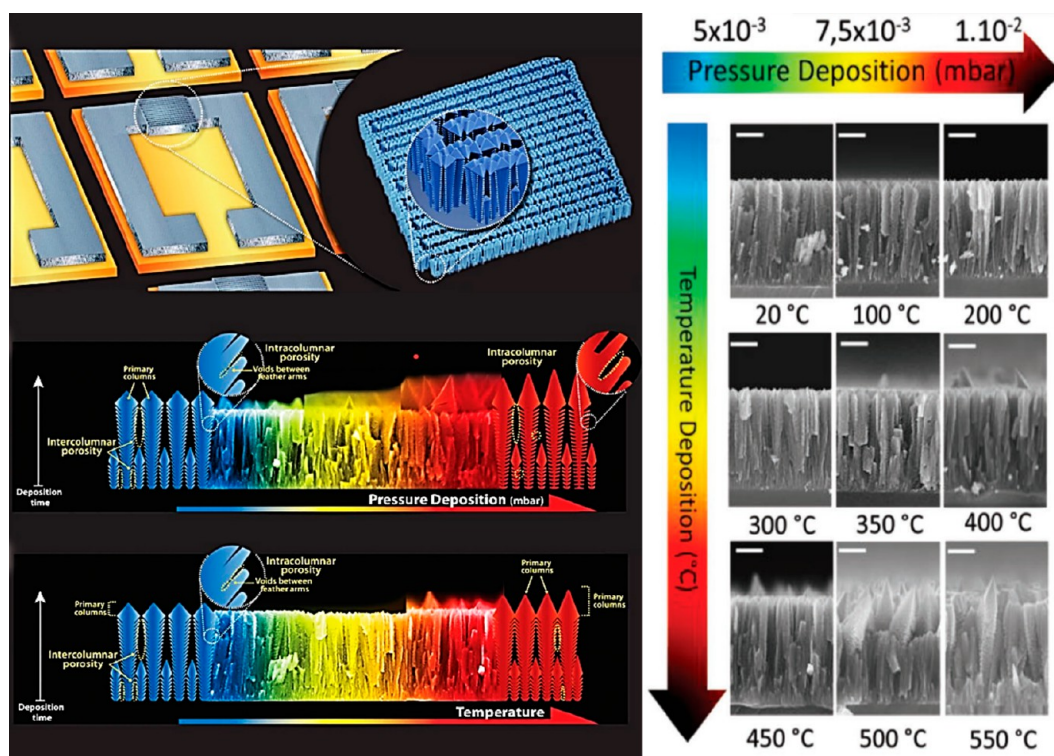 Intracolumnar
porosity
Voids between
feather arms
Primary
columns
Intercolumnar
porosity
Intracolumnar
porosity
Deposition
time
Pressure Deposition (mbar)
Intracolumnar
porosity
Voids between
feather arms
Primary
columns
Primary
columns
Primary
columns
Intercolumnar
porosity
Deposition
time
Temperature
5x10⁻³ 7,5x10⁻³ 1.10⁻²
Pressure Deposition (mbar)
Temperature Deposition (°C)
20 °C 100 °C 200 °C
300 °C 350 °C 400 °C
450 °C 500 °C 550 °C